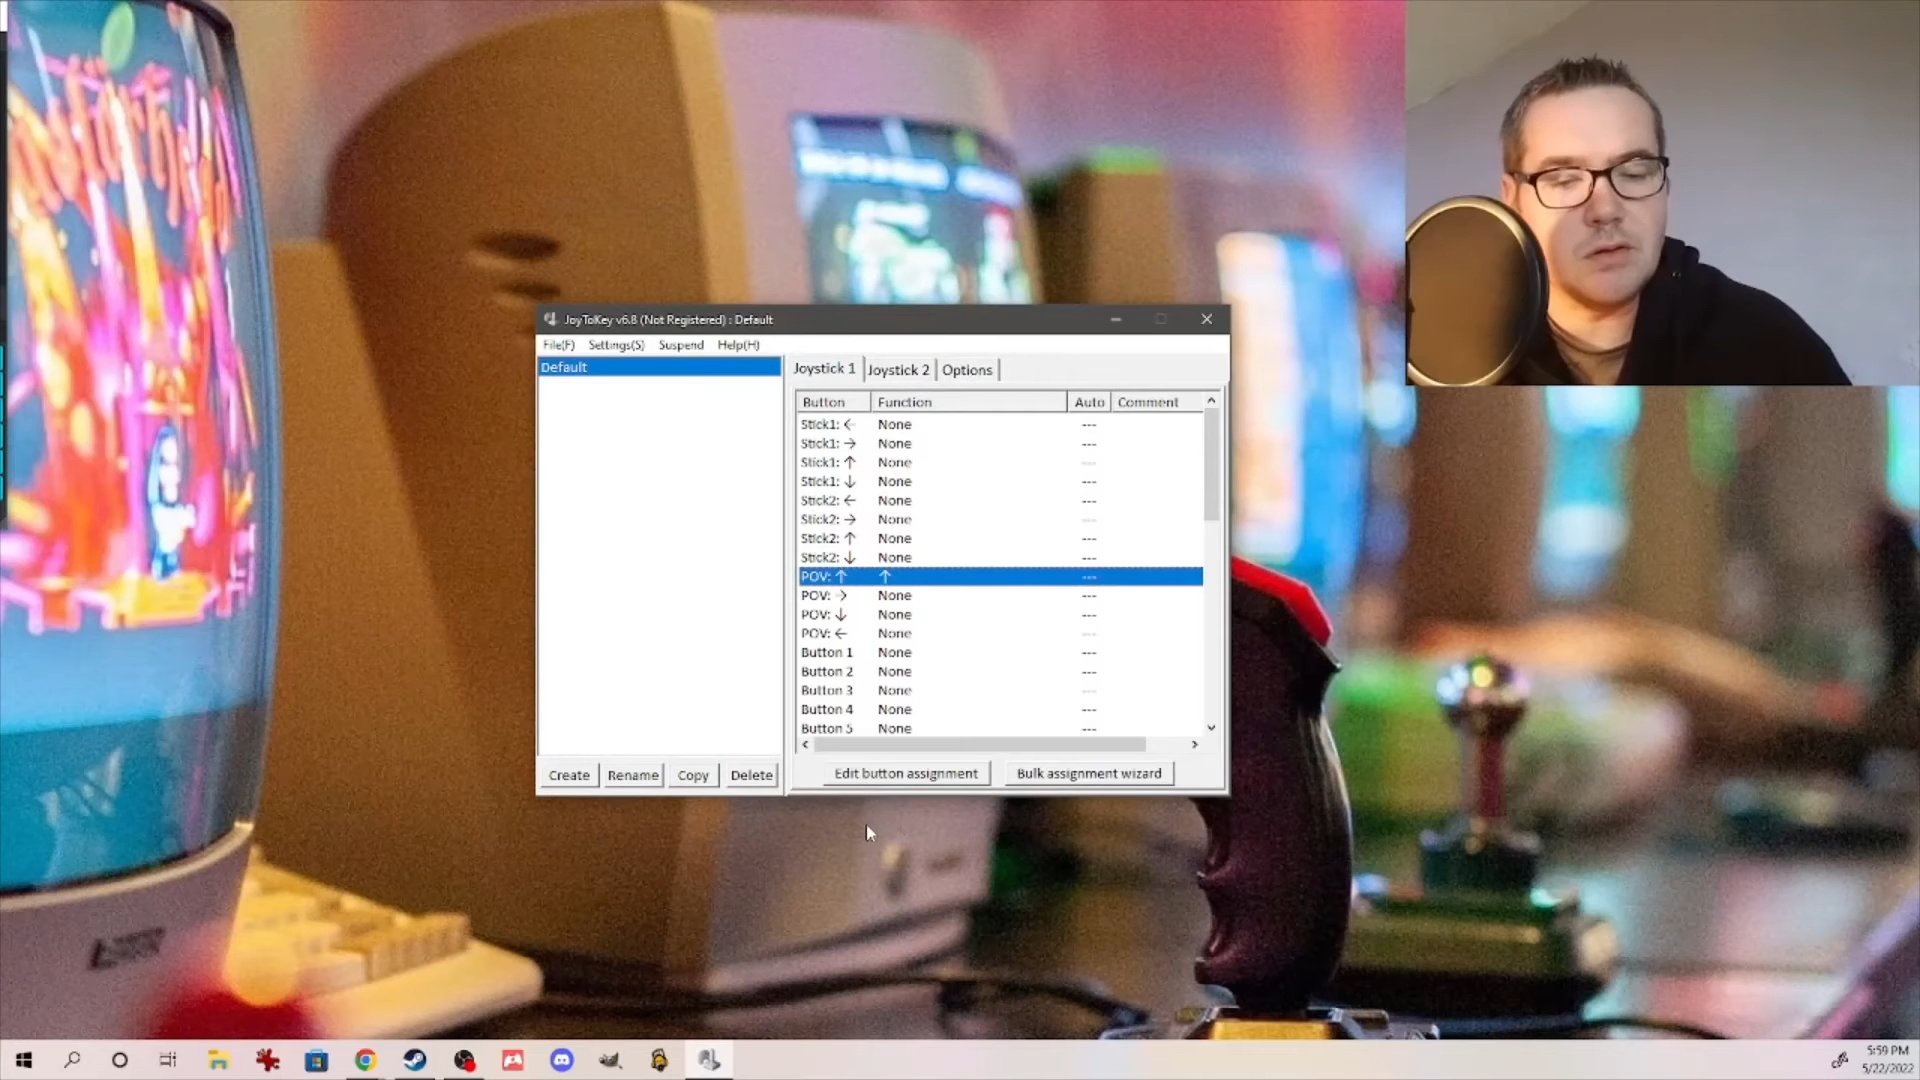 JoyToKey v6.8 (Not Registered) : Default
File(F) Settings(S) Suspend Help(H)
Default
Joystick 1 Joystick 2 Options
Button Function Auto Comment
Stick1: ← None ---
Stick1: → None ---
Stick1: ↑ None ---
Stick1: ↓ None ---
Stick2: ← None ---
Stick2: → None ---
Stick2: ↑ None ---
Stick2: ↓ None ---
POV: ↑ ↑ ---
POV: → None ---
POV: ↓ None ---
POV: ← None ---
Button 1 None ---
Button 2 None ---
Button 3 None ---
Button 4 None ---
Button 5 None ---
Create Rename Copy Delete
Edit button assignment Bulk assignment wizard
5:59 PM
5/22/2022